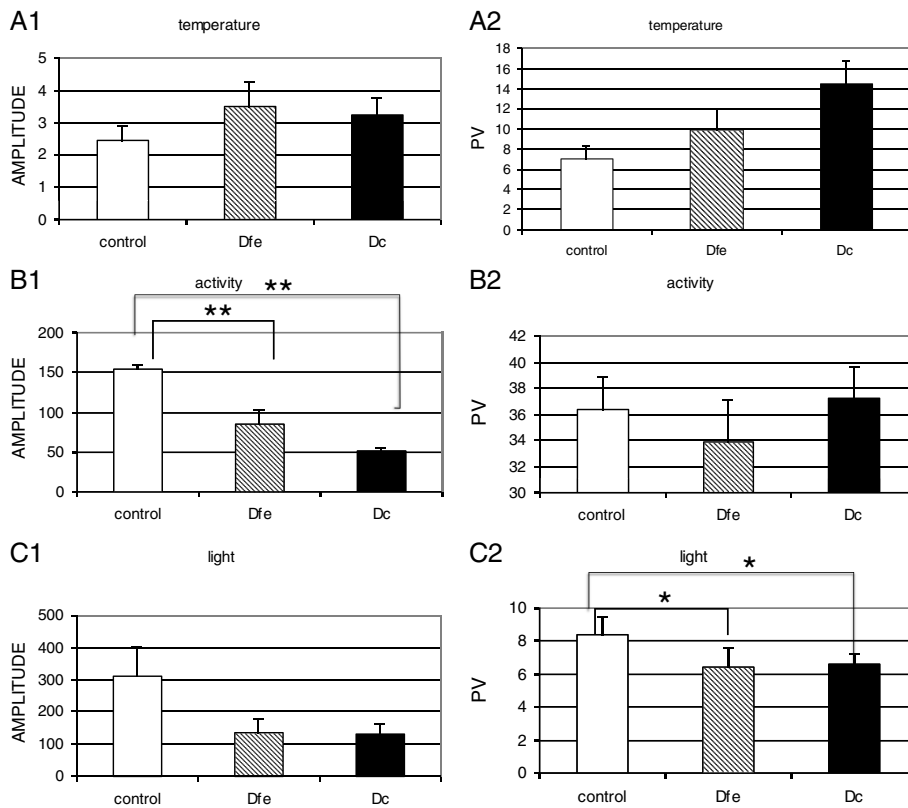 A1
temperature
AMPLITUDE
5
4
3
2
1
0
control Dfe Dc
A2
temperature
PV
18
16
14
12
10
8
6
4
2
0
control Dfe Dc
B1
activity **
**
AMPLITUDE
200
150
100
50
0
control Dfe Dc
B2
activity
PV
42
40
38
36
34
32
30
control Dfe Dc
C1
light
AMPLITUDE
500
400
300
200
100
0
control Dfe Dc
C2
light *
*
PV
10
8
6
4
2
0
control Dfe Dc